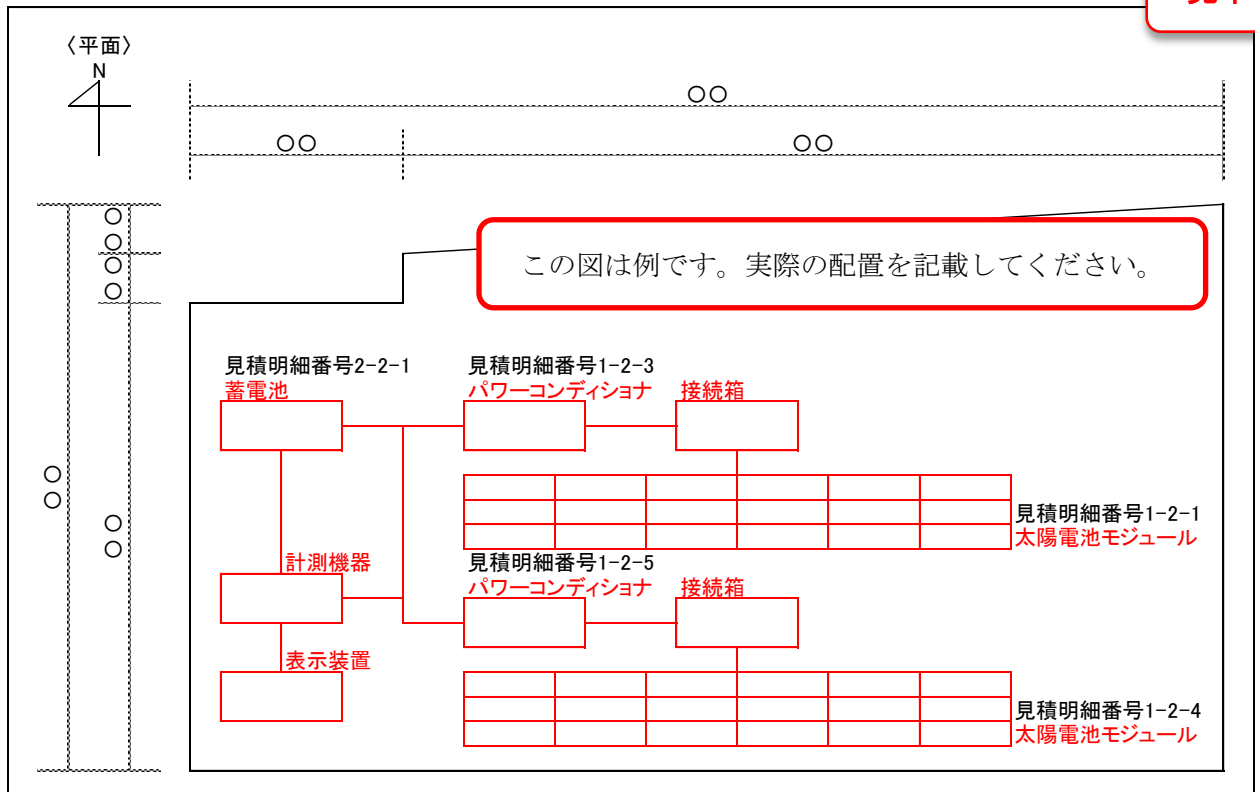 〈平面〉
N
○○
○○
○○
○○
○○
この図は例です。実際の配置を記載してください。
見積明細番号2-2-1
蓄電池
見積明細番号1-2-3
パワーコンディショナ
接続箱
○○
○○
見積明細番号1-2-1
太陽電池モジュール
計測機器
見積明細番号1-2-5
パワーコンディショナ
接続箱
表示装置
見積明細番号1-2-4
太陽電池モジュール